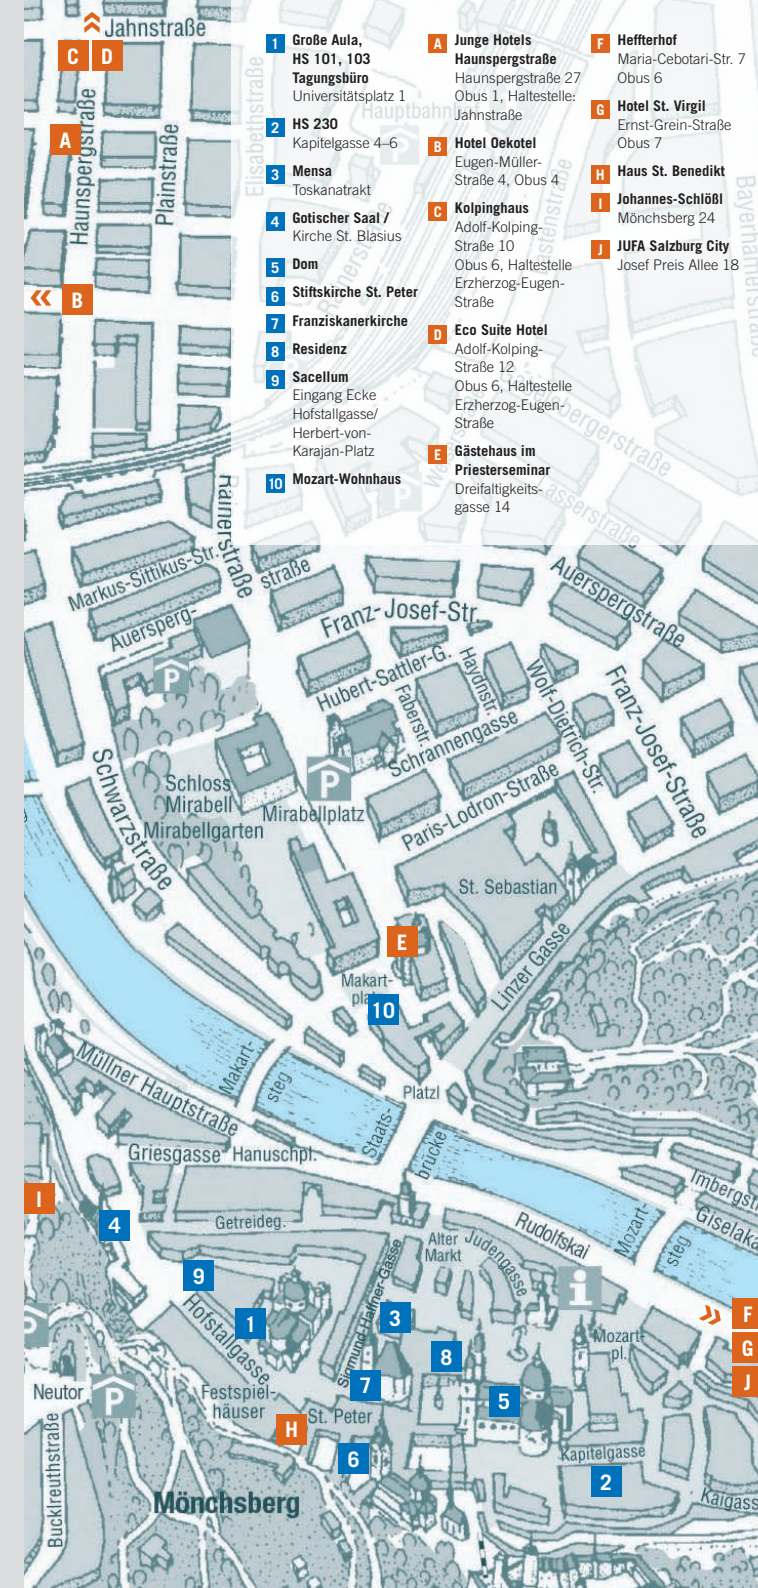 Jahnstraße
C D
A
Haunspergstraße
Plainstraße
B
Elisabethstraße
Hauptbahnhof
P
Bayerhamerstraße
1 Große Aula,
HS 101, 103
Tagungsbüro
Universitätsplatz 1
2 HS 230
Kapitelgasse 4–6
3 Mensa
Toskanatrakt
4 Gotischer Saal /
Kirche St. Blasius
5 Dom
6 Stiftskirche St. Peter
7 Franziskanerkirche
8 Residenz
9 Sacellum
Eingang Ecke
Hofstallgasse/
Herbert-von-
Karajan-Platz
10 Mozart-Wohnhaus
A Junge Hotels
Haunspergstraße
Haunspergstraße 27
Obus 1, Haltestelle:
Jahnstraße
B Hotel Oekotel
Eugen-Müller-
Straße 4, Obus 4
C Kolpinghaus
Adolf-Kolping-
Straße 10
Obus 6, Haltestelle
Erzherzog-Eugen-
Straße
D Eco Suite Hotel
Adolf-Kolping-
Straße 12
Obus 6, Haltestelle
Erzherzog-Eugen-
Straße
E Gästehaus im
Priesterseminar
Dreifaltigkeits-
gasse 14
F Heffterhof
Maria-Cebotari-Str. 7
Obus 6
G Hotel St. Virgil
Ernst-Grein-Straße
Obus 7
H Haus St. Benedikt
I Johannes-Schlößl
Mönchsberg 24
J JUFA Salzburg City
Josef Preis Allee 18
P
Rainerstraße
Markus-Sittikus-Str.
straße
Auersperg-
Auerspergstraße
Franz-Josef-Str.
Hubert-Sattler-G.
Haydnstr.
Faberstr.
Wolf-Dietrich-Str.
Franz-Josef-Straße
P
Schrannengasse
Schwarzstraße
Schloss
Mirabell
Mirabellgarten
P
Mirabellplatz
Paris-Lodron-Straße
St. Sebastian
Linzer Gasse
E
Makart-
10
Platzl
Makart-
steg
Müllner Hauptstraße
Staats-
brücke
Griesgasse Hanuschpl.
I
4
Getreideg.
Rudolfskai
Mozart-
steg
Giselaka
Alter
Markt
Judengasse
Sigmund-Haffner-Gasse
9
Hofstallgasse
1
3
8
7
5
Mozart-
pl.
i
F
G
J
Neutor
P
Festspiel-
häuser
St. Peter
H
6
Kapitelgasse
2
Kaigass
Bucklreuthstraße
Mönchsberg